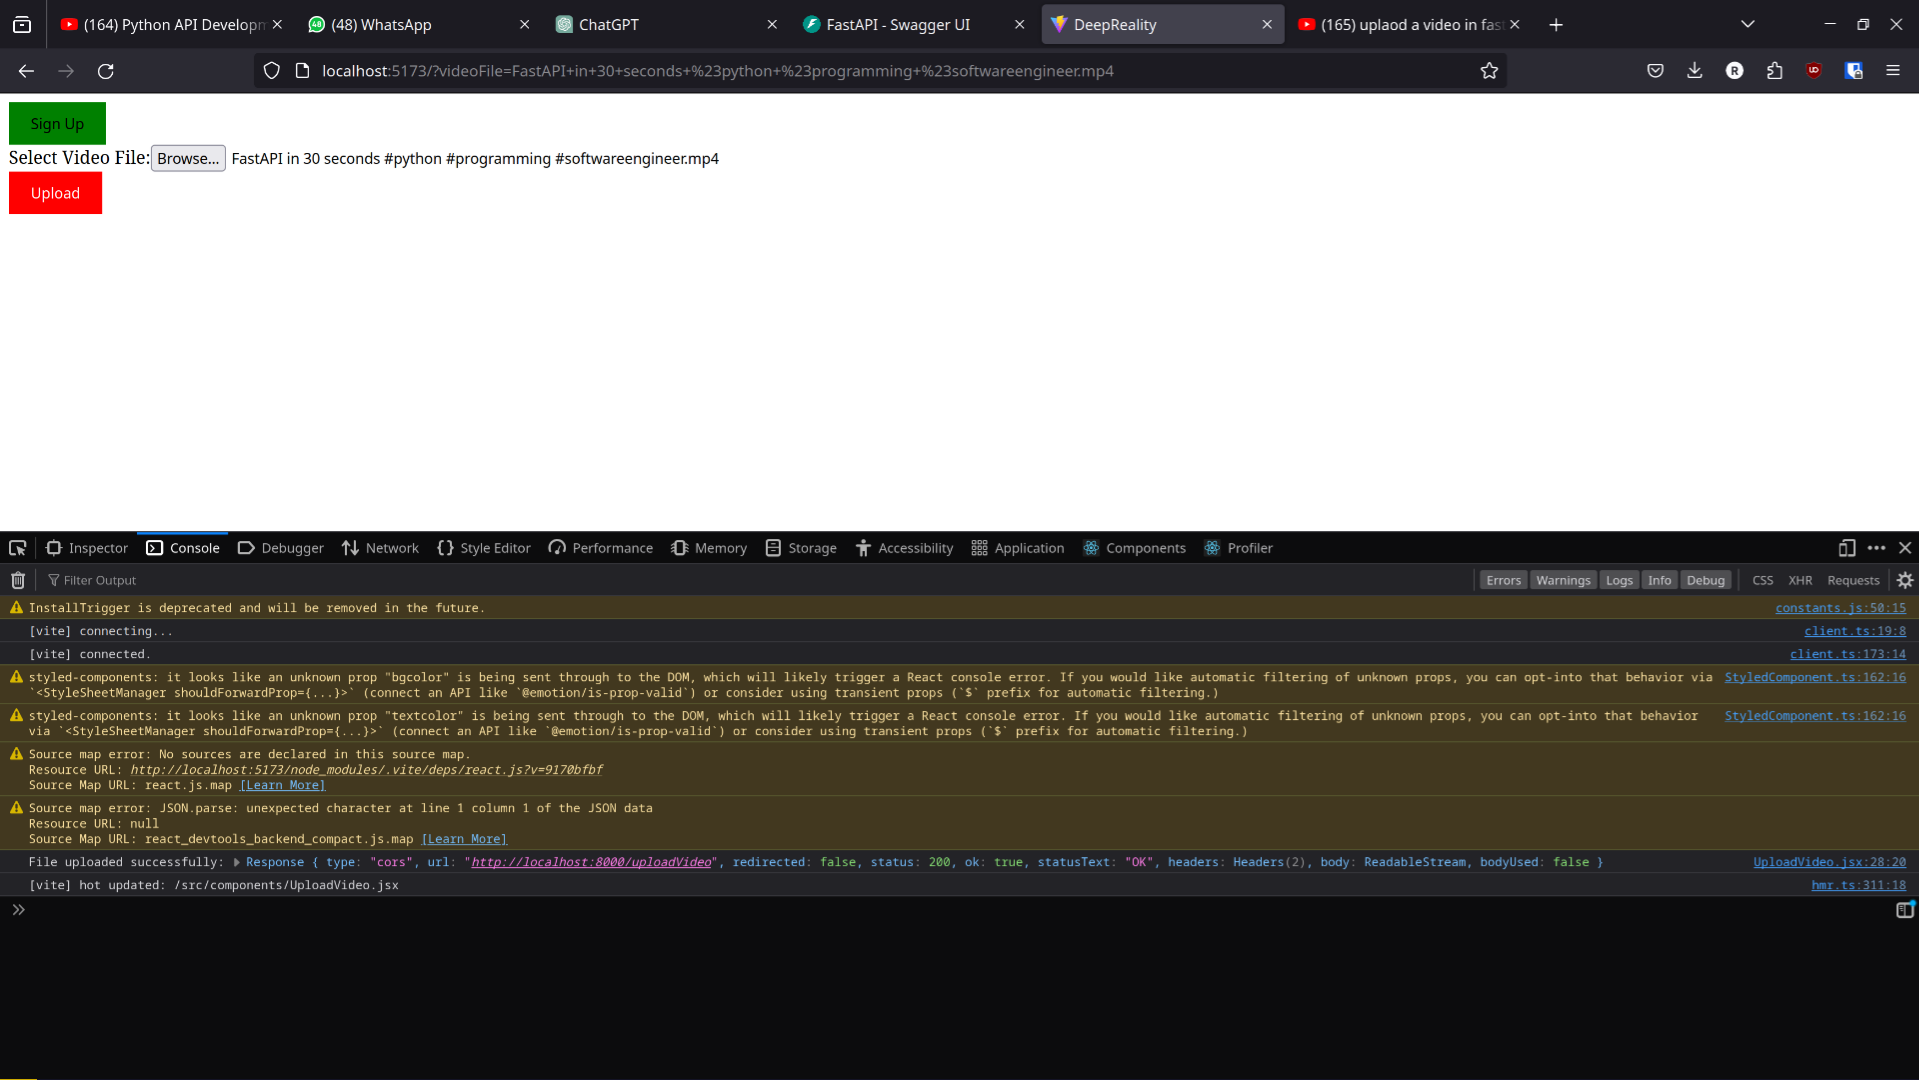 (164) Python API Developm
(48) WhatsApp
ChatGPT
FastAPI - Swagger UI
DeepReality
(165) uplaod a video in fast
localhost:5173/?videoFile=FastAPI+in+30+seconds+%23python+%23programming+%23softwareengineer.mp4
Sign Up
Select Video File: Browse... FastAPI in 30 seconds #python #programming #softwareengineer.mp4
Upload
Inspector Console Debugger Network Style Editor Performance Memory Storage Accessibility Application Components Profiler
Filter Output Errors Warnings Logs Info Debug CSS XHR Requests
InstallTrigger is deprecated and will be removed in the future. constants.js:50:15
[vite] connecting... client.ts:19:8
[vite] connected. client.ts:173:14
styled-components: it looks like an unknown prop "bgcolor" is being sent through to the DOM, which will likely trigger a React console error. If you would like automatic filtering of unknown props, you can opt-into that behavior via StyledComponent.ts:162:16
`<StyleSheetManager shouldForwardProp={...}>` (connect an API like `@emotion/is-prop-valid`) or consider using transient props (`$` prefix for automatic filtering.)
styled-components: it looks like an unknown prop "textcolor" is being sent through to the DOM, which will likely trigger a React console error. If you would like automatic filtering of unknown props, you can opt-into that behavior StyledComponent.ts:162:16
via `<StyleSheetManager shouldForwardProp={...}>` (connect an API like `@emotion/is-prop-valid`) or consider using transient props (`$` prefix for automatic filtering.)
Source map error: No sources are declared in this source map.
Resource URL: http://localhost:5173/node_modules/.vite/deps/react.js?v=9170bfbf
Source Map URL: react.js.map [Learn More]
Source map error: JSON.parse: unexpected character at line 1 column 1 of the JSON data
Resource URL: null
Source Map URL: react_devtools_backend_compact.js.map [Learn More]
File uploaded successfully: Response { type: "cors", url: "http://localhost:8000/uploadVideo", redirected: false, status: 200, ok: true, statusText: "OK", headers: Headers(2), body: ReadableStream, bodyUsed: false } UploadVideo.jsx:28:20
[vite] hot updated: /src/components/UploadVideo.jsx hmr.ts:311:18